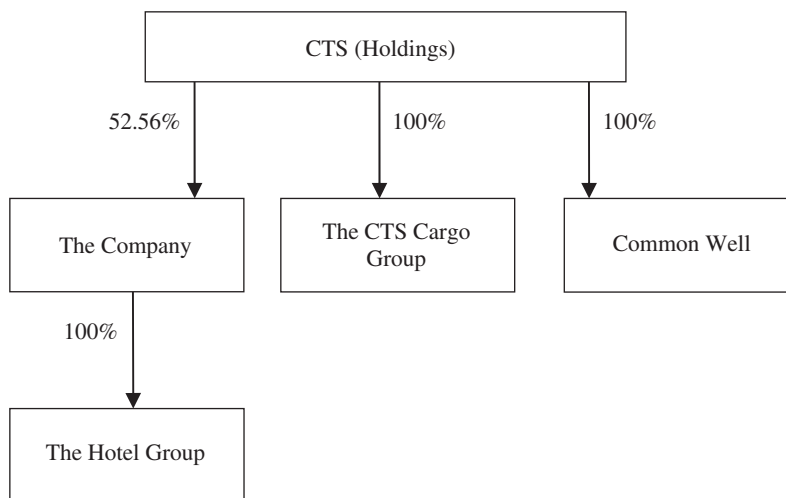 CTS (Holdings)
52.56%
100%
100%
The Company
The CTS Cargo
Group
Common Well
100%
The Hotel Group